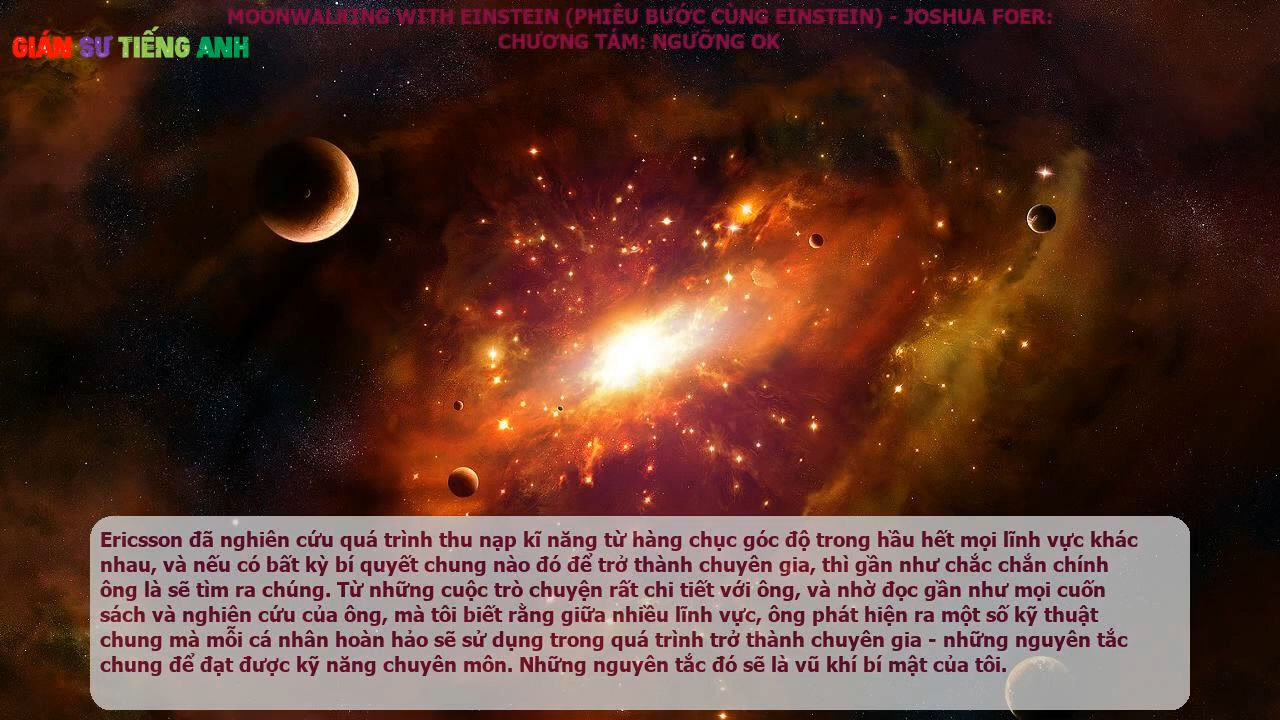 MOONWALKING WITH EINSTEIN (PHIÊU BƯỚC CÙNG EINSTEIN) - JOSHUA FOER:
CHƯƠNG TÁM: NGƯỠNG OK
GIÁN SƯ TIẾNG ANH
Ericsson đã nghiên cứu quá trình thu nạp kĩ năng từ hàng chục góc độ trong hầu hết mọi lĩnh vực khác
nhau, và nếu có bất kỳ bí quyết chung nào đó để trở thành chuyên gia, thì gần như chắc chắn chính
ông là sẽ tìm ra chúng. Từ những cuộc trò chuyện rất chi tiết với ông, và nhờ đọc gần như mọi cuốn
sách và nghiên cứu của ông, mà tôi biết rằng giữa nhiều lĩnh vực, ông phát hiện ra một số kỹ thuật
chung mà mỗi cá nhân hoàn hảo sẽ sử dụng trong quá trình trở thành chuyên gia - những nguyên tắc
chung để đạt được kỹ năng chuyên môn. Những nguyên tắc đó sẽ là vũ khí bí mật của tôi.